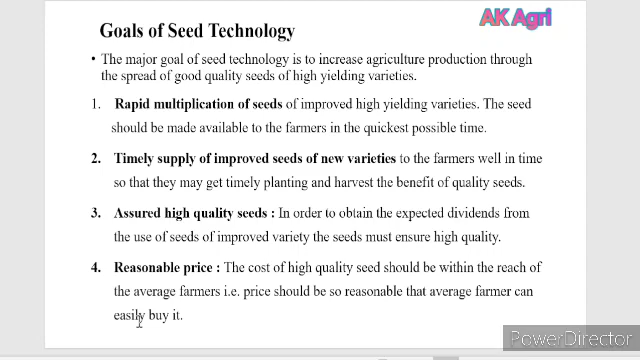 AK Agri
Goals of Seed Technology
• The major goal of seed technology is to increase agriculture production through
the spread of good quality seeds of high yielding varieties.
1. Rapid multiplication of seeds of improved high yielding varieties. The seed
should be made available to the farmers in the quickest possible time.
2. Timely supply of improved seeds of new varieties to the farmers well in time
so that they may get timely planting and harvest the benefit of quality seeds.
3. Assured high quality seeds : In order to obtain the expected dividends from
the use of seeds of improved variety the seeds must ensure high quality.
4. Reasonable price : The cost of high quality seed should be within the reach of
the average farmers i.e. price should be so reasonable that average farmer can
easily buy it.
PowerDirector